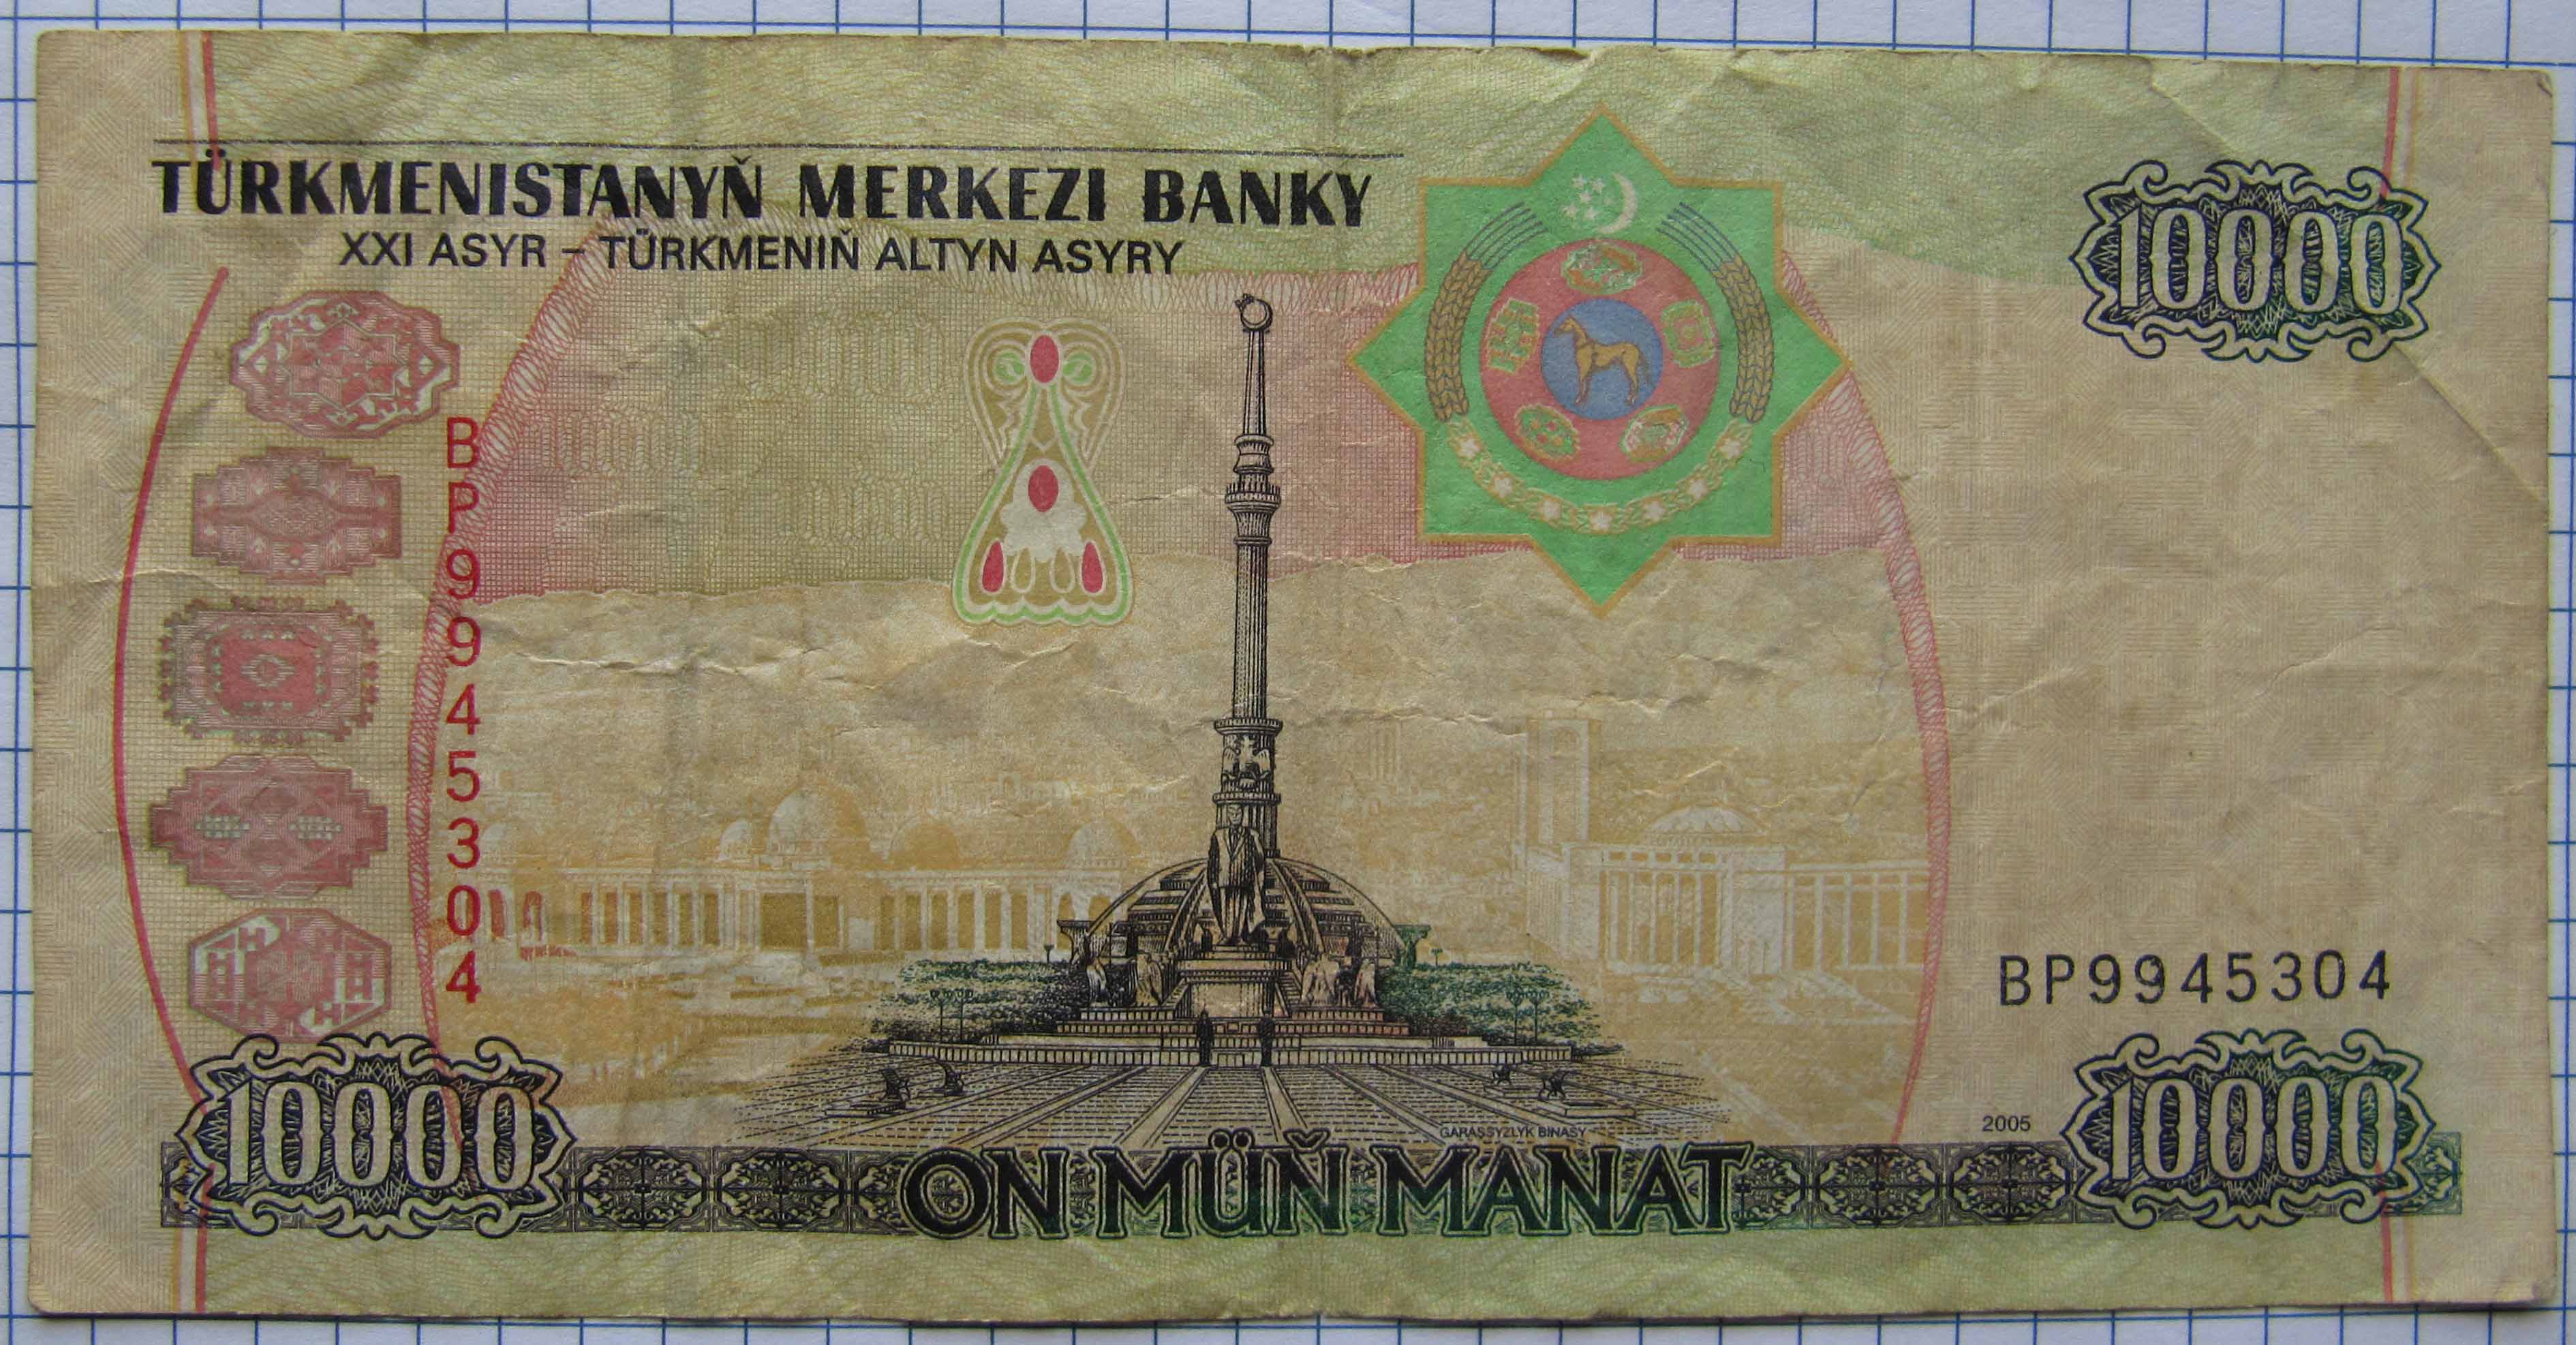 TÜRKMENISTANYŇ MERKEZI BANKY
XXI ASYR – TÜRKMENIŇ ALTYN ASYRY
10000
BP9945304
BP9945304
GARAŞSYZLYK BINASY
2005
10000
ON MÜŇ MANAT
10000